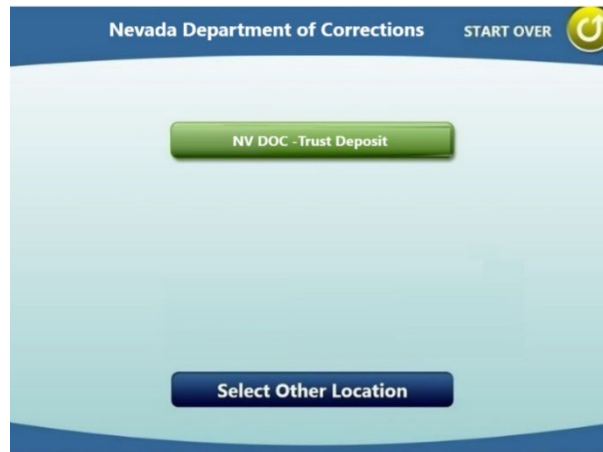 Nevada Department of Corrections
START OVER
NV DOC -Trust Deposit
Select Other Location